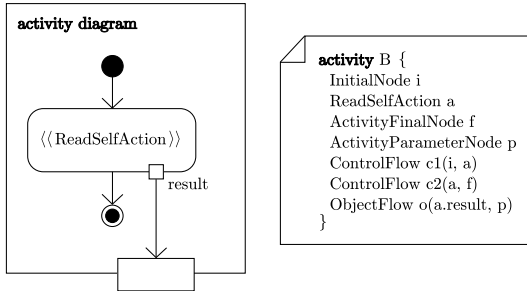 activity diagram
⟨⟨ReadSelfAction⟩⟩
result
activity B {
InitialNode i
ReadSelfAction a
ActivityFinalNode f
ActivityParameterNode p
ControlFlow c1(i, a)
ControlFlow c2(a, f)
ObjectFlow o(a.result, p)
}